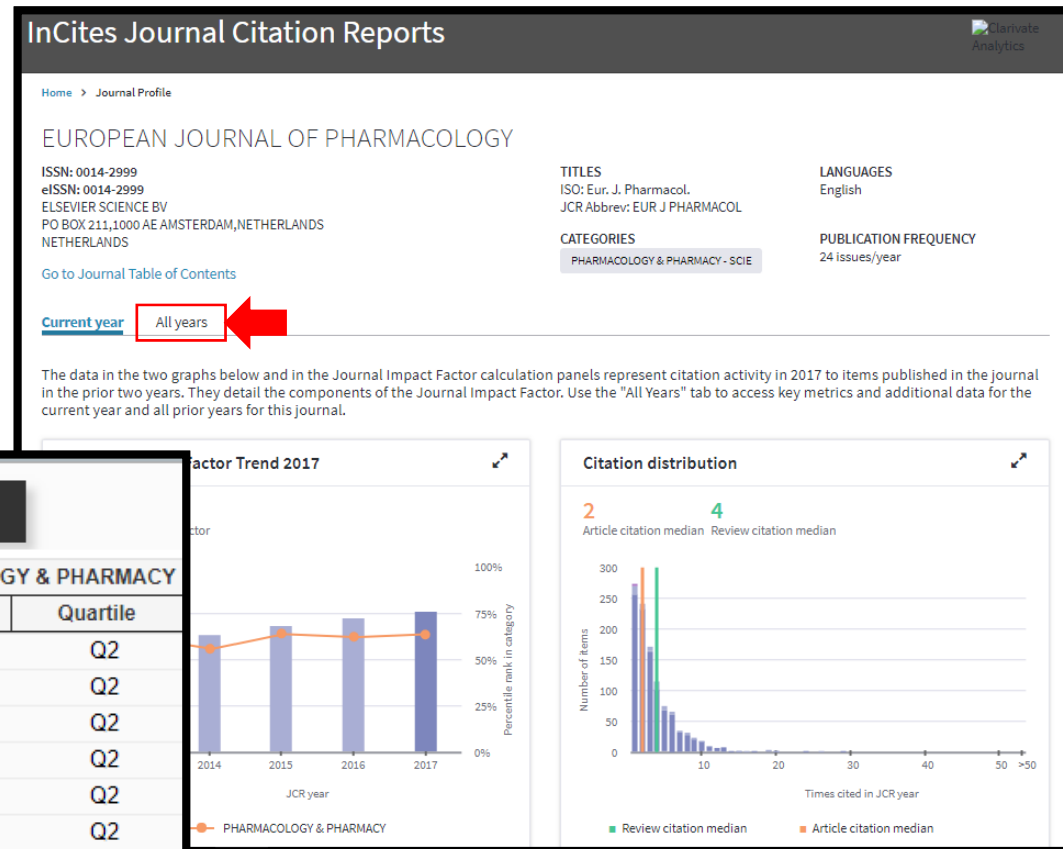 InCites Journal Citation Reports
Clarivate
Analytics
Home > Journal Profile
EUROPEAN JOURNAL OF PHARMACOLOGY
ISSN: 0014-2999
eISSN: 0014-2999
ELSEVIER SCIENCE BV
PO BOX 211,1000 AE AMSTERDAM,NETHERLANDS
NETHERLANDS
Go to Journal Table of Contents
TITLES
ISO: Eur. J. Pharmacol.
JCR Abbrev: EUR J PHARMACOL
CATEGORIES
PHARMACOLOGY & PHARMACY - SCIE
LANGUAGES
English
PUBLICATION FREQUENCY
24 issues/year
Current year All years
The data in the two graphs below and in the Journal Impact Factor calculation panels represent citation activity in 2017 to items published in the journal
in the prior two years. They detail the components of the Journal Impact Factor. Use the "All Years" tab to access key metrics and additional data for the
current year and all prior years for this journal.
actor Trend 2017
ctor
100%
75%
50%
25%
0%
Percentile rank in category
2014 2015 2016 2017
JCR year
PHARMACOLOGY & PHARMACY
Citation distribution
2 4
Article citation median Review citation median
300
250
200
150
100
50
0
Number of items
10 20 30 40 50 >50
Times cited in JCR year
Review citation median Article citation median
GY & PHARMACY
Quartile
Q2
Q2
Q2
Q2
Q2
Q2